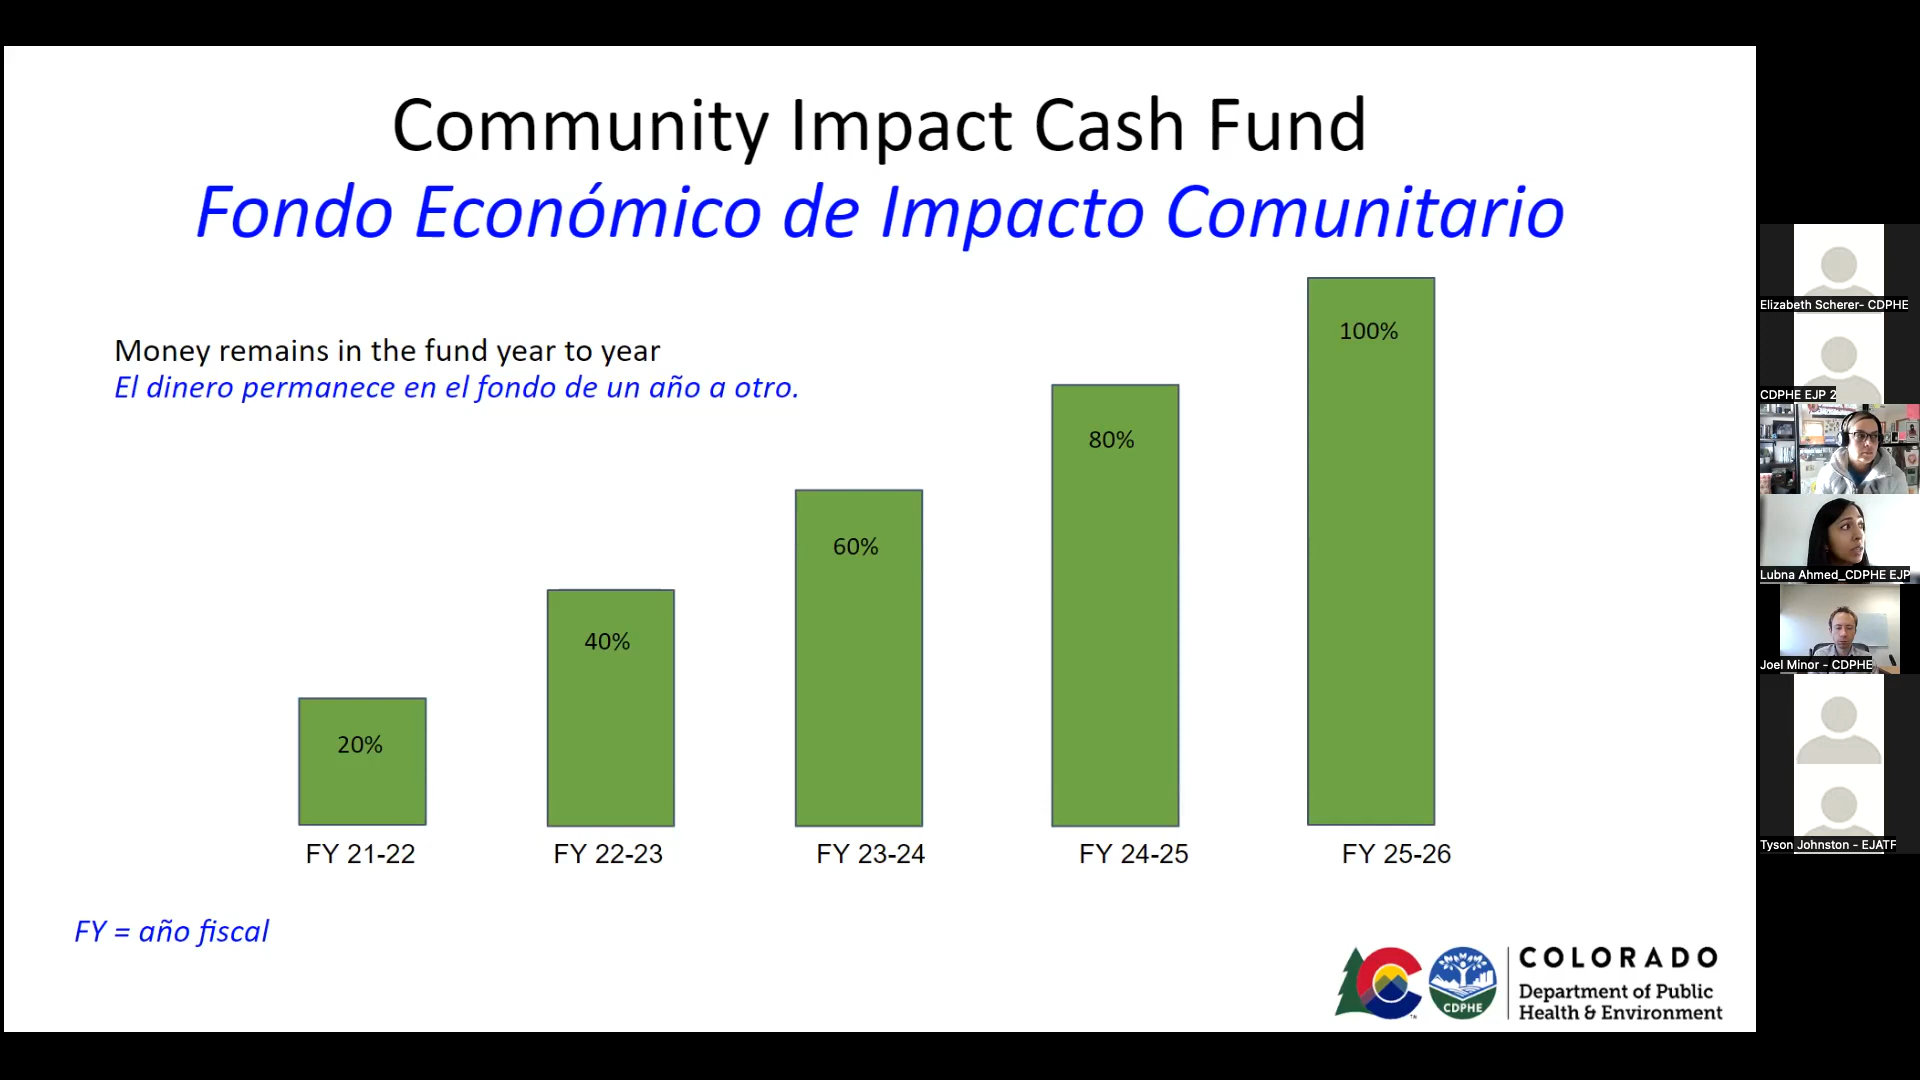 Community Impact Cash Fund
Fondo Económico de Impacto Comunitario
Money remains in the fund year to year
El dinero permanece en el fondo de un año a otro.
20%
40%
60%
80%
100%
FY 21-22
FY 22-23
FY 23-24
FY 24-25
FY 25-26
FY = año fiscal
CDPHE
COLORADO
Department of Public
Health & Environment
Elizabeth Scherer- CDPHE
CDPHE EJP 2
Lubna Ahmed_CDPHE EJP
Joel Minor - CDPHE
Tyson Johnston - EJATF